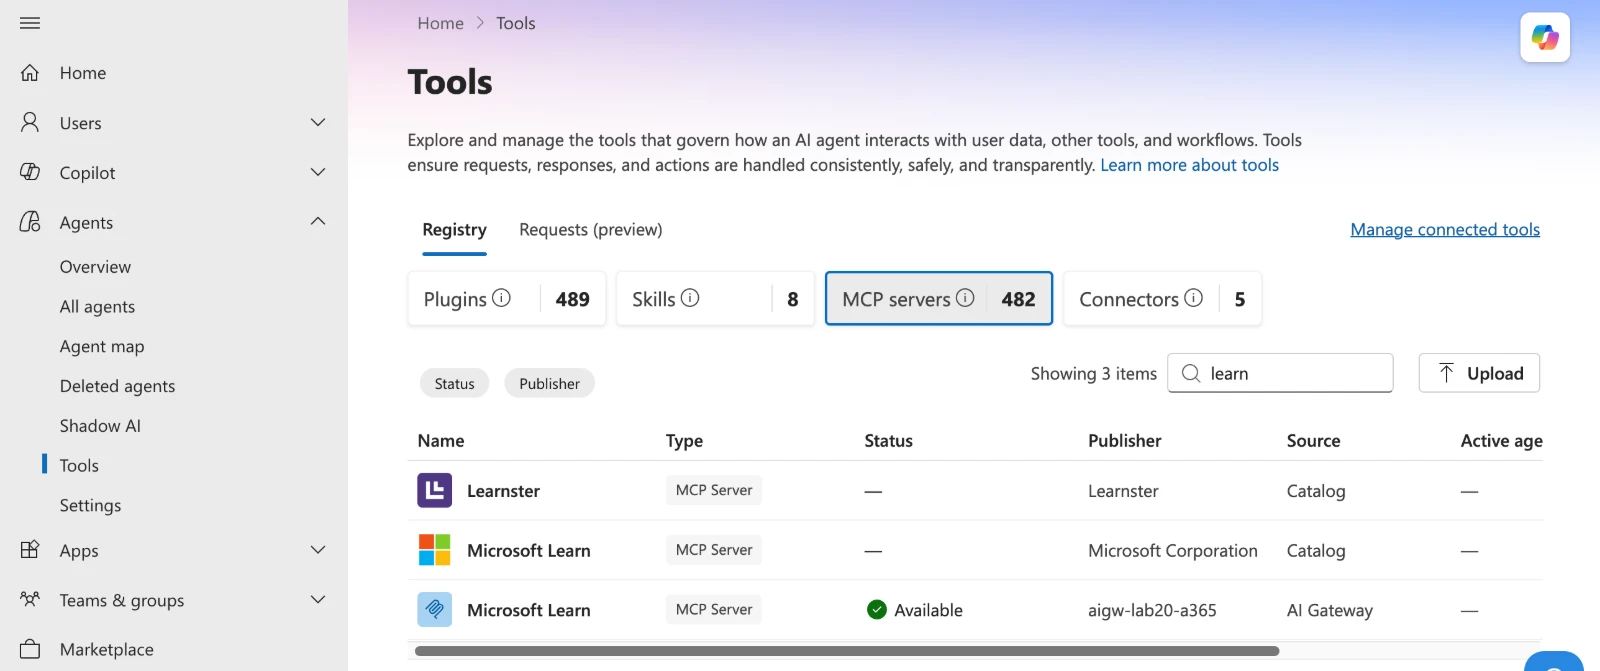 Home
Users
Copilot
Agents
Overview
All agents
Agent map
Deleted agents
Shadow AI
Tools
Settings
Apps
Teams & groups
Marketplace
Home > Tools
Tools
Explore and manage the tools that govern how an AI agent interacts with user data, other tools, and workflows. Tools
ensure requests, responses, and actions are handled consistently, safely, and transparently. Learn more about tools
Registry Requests (preview) Manage connected tools
Plugins 489 Skills 8 MCP servers 482 Connectors 5
Status Publisher Showing 3 items learn Upload
Name Type Status Publisher Source Active age
Learnster MCP Server — Learnster Catalog —
Microsoft Learn MCP Server — Microsoft Corporation Catalog —
Microsoft Learn MCP Server Available aigw-lab20-a365 AI Gateway —